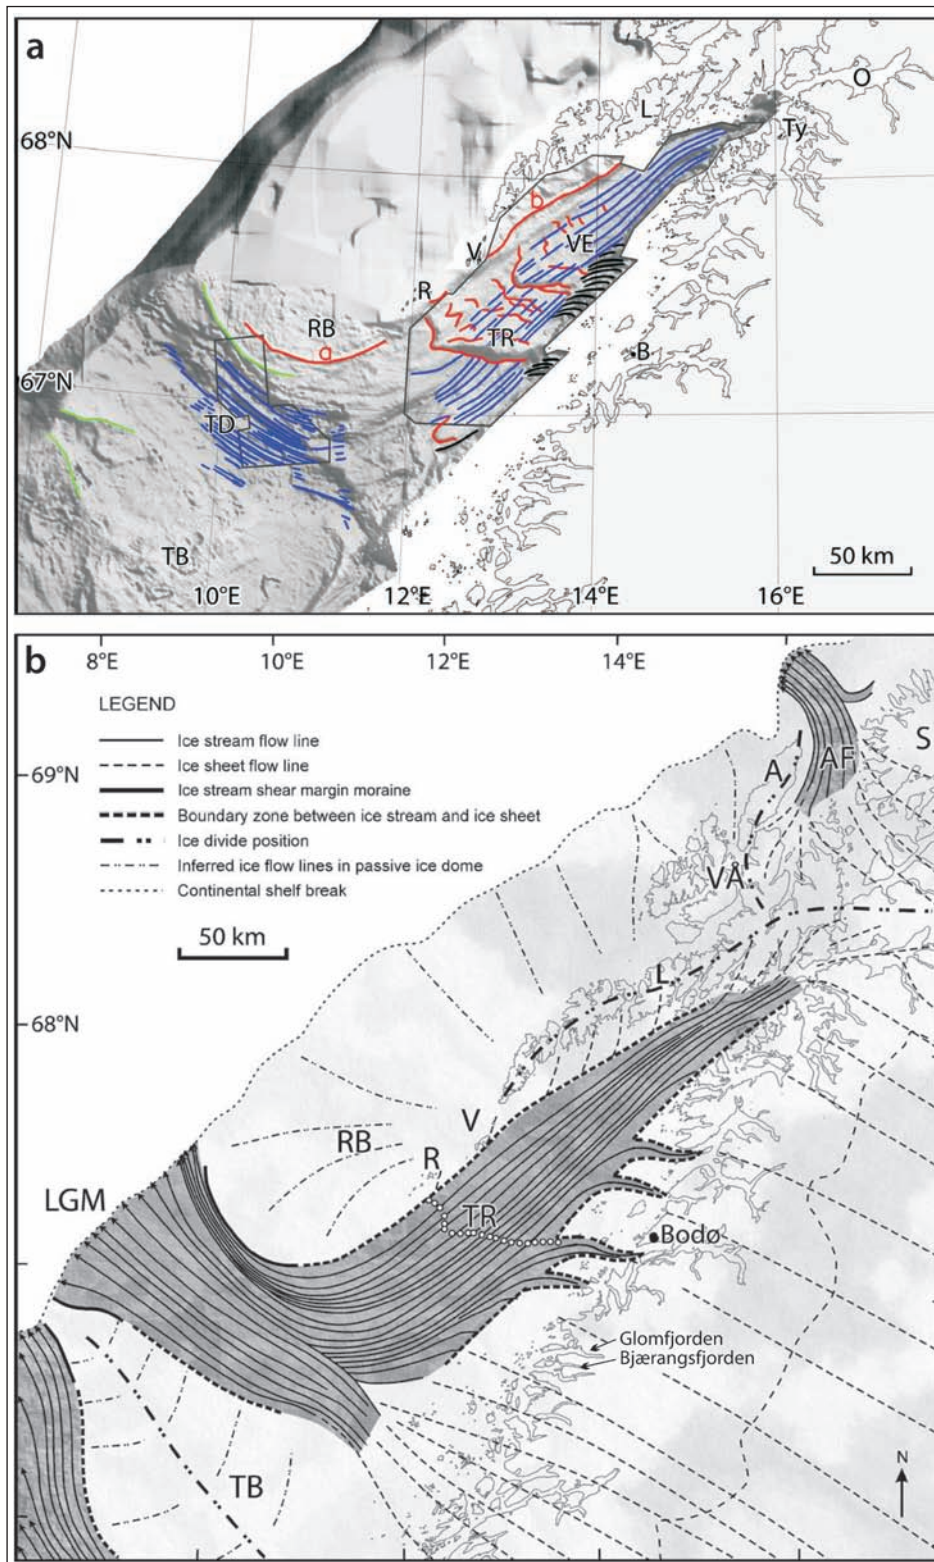 a
O
L
68°N
Ty
b
VE
V
R
RB
TR
a
B
67°N
TD
TB
50 km
10°E
12°E
14°E
16°E
b
8°E
10°E
12°E
14°E
LEGEND
S
Ice stream flow line
Ice sheet flow line
A
AF
69°N
Ice stream shear margin moraine
Boundary zone between ice stream and ice sheet
Ice divide position
Inferred ice flow lines in passive ice dome
VÅ
Continental shelf break
50 km
L
68°N
V
RB
R
LGM
TR
Bodø
Glomfjorden
Bjærangsfjorden
N
TB